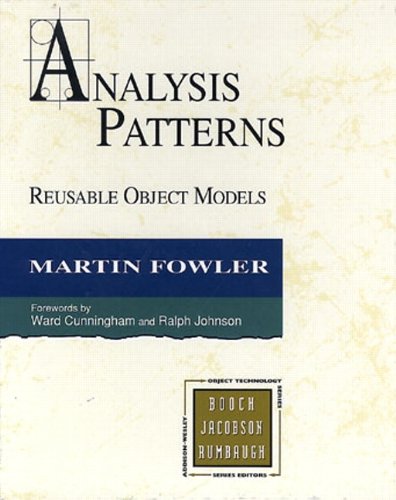 ANALYSIS
PATTERNS
REUSABLE OBJECT MODELS
MARTIN FOWLER
Forewords by
Ward Cunningham and Ralph Johnson
OBJECT TECHNOLOGY
SERIES
ADDISON-WESLEY
BOOCH
JACOBSON
RUMBAUGH
SERIES EDITORS